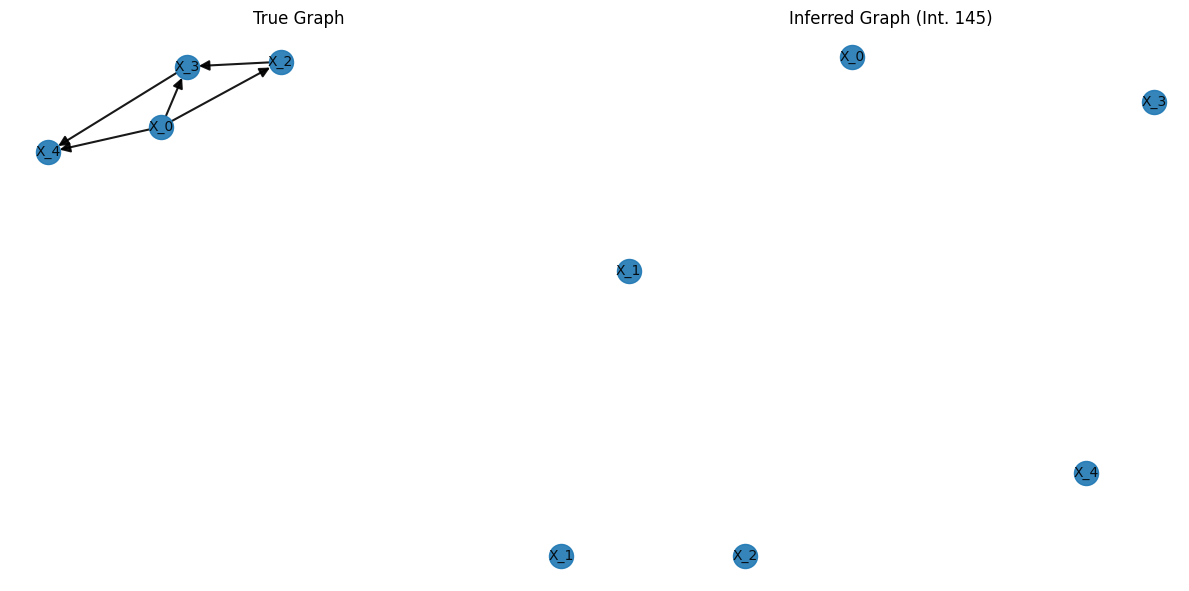 True Graph
X_3
X_2
X_0
X_4
X_1
Inferred Graph (Int. 145)
X_0
X_3
X_1
X_4
X_2